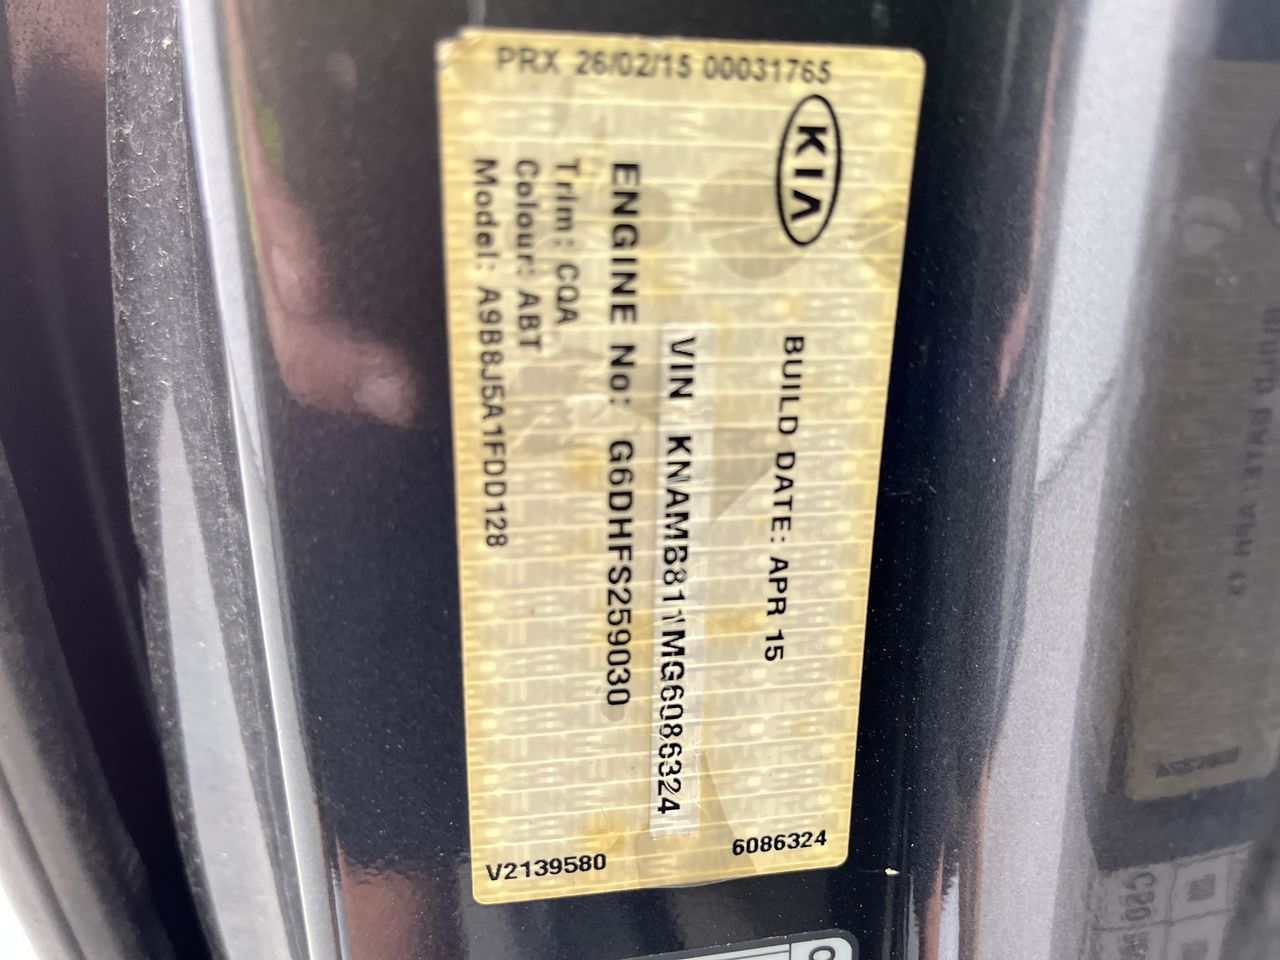 PRX 26/02/15 00031765
KIA
BUILD DATE: APR 15
VIN KNAMB811MG6086324
ENGINE No: G6DHFS259030
Trim: CQA
Colour: ABT
Model: A9B8J5A1FDD128
6086324
V2139580